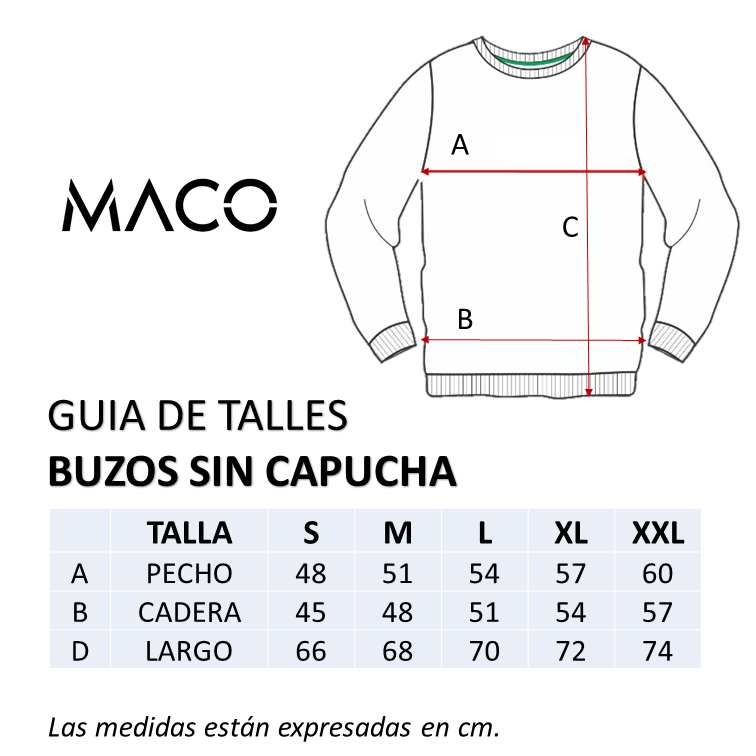 MACO
A
C
B
GUIA DE TALLES
BUZOS SIN CAPUCHA
TALLA S M L XL XXL
A PECHO 48 51 54 57 60
B CADERA 45 48 51 54 57
D LARGO 66 68 70 72 74
Las medidas están expresadas en cm.